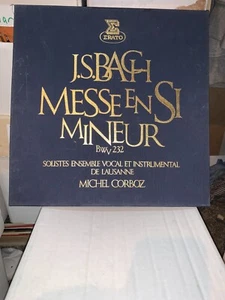 ERATO
J.S.BACH
MESSE EN SI
MINEUR
BWV 232
SOLISTES ENSEMBLE VOCAL ET INSTRUMENTAL
DE LAUSANNE
MICHEL CORBOZ